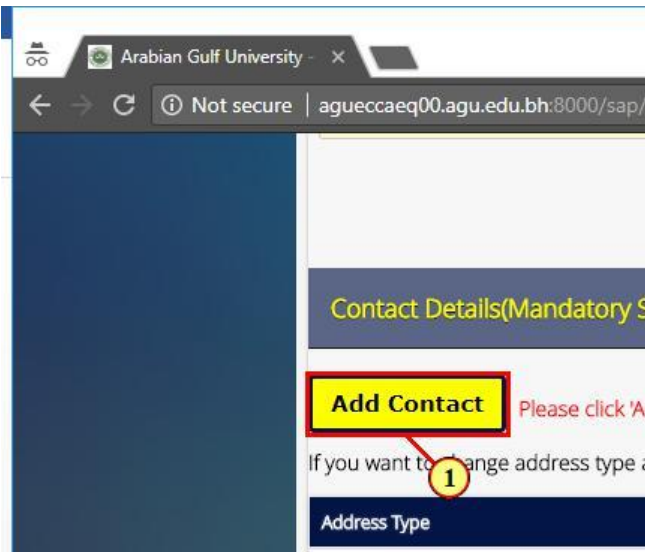 Arabian Gulf University -
Not secure | agueccaeq00.agu.edu.bh:8000/sap/
Contact Details(Mandatory S
Add Contact Please click 'A
If you want to change address type a
1
Address Type